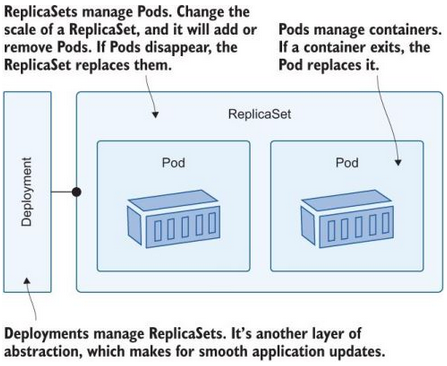 ReplicaSets manage Pods. Change the
scale of a ReplicaSet, and it will add or
remove Pods. If Pods disappear, the
ReplicaSet replaces them.
Pods manage containers.
If a container exits, the
Pod replaces it.
ReplicaSet
Deployment
Pod
Pod
Deployments manage ReplicaSets. It's another layer of
abstraction, which makes for smooth application updates.